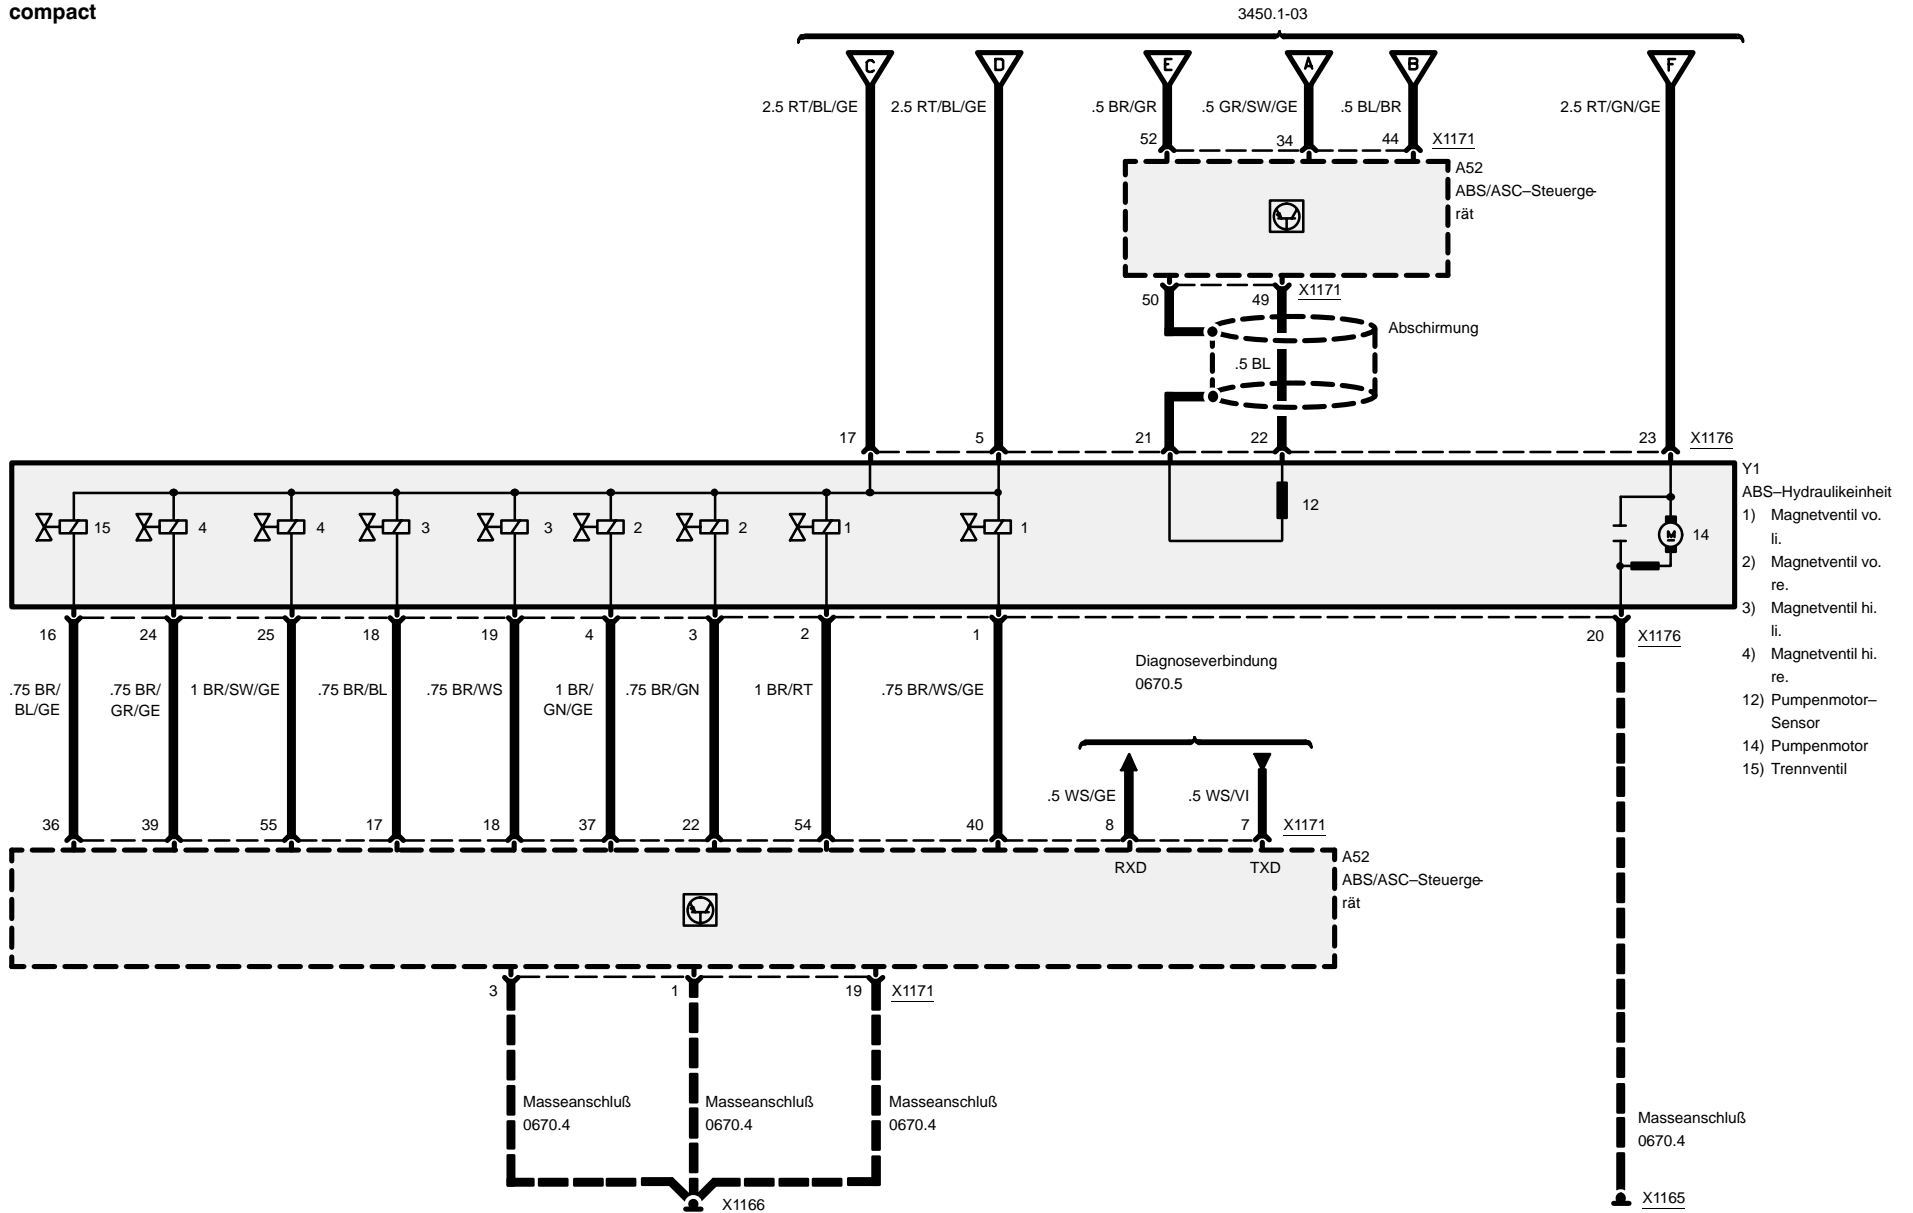 compact
3450.1-03
C
D
E
A
B
F
2.5 RT/BL/GE
2.5 RT/BL/GE
.5 BR/GR
.5 GR/SW/GE
.5 BL/BR
2.5 RT/GN/GE
52
34
44
X1171
A52
ABS/ASC–Steuerge-
rät
50
49
X1171
Abschirmung
.5 BL
17
5
21
22
23
X1176
Y1
ABS–Hydraulikeinheit
1) Magnetventil vo.
li.
2) Magnetventil vo.
re.
3) Magnetventil hi.
li.
4) Magnetventil hi.
re.
12) Pumpenmotor–
Sensor
14) Pumpenmotor
15) Trennventil
15
4
4
3
3
2
2
1
1
12
M
14
16
24
25
18
19
4
3
2
1
20
X1176
.75 BR/
BL/GE
.75 BR/
GR/GE
1 BR/SW/GE
.75 BR/BL
.75 BR/WS
1 BR/
GN/GE
.75 BR/GN
1 BR/RT
.75 BR/WS/GE
Diagnoseverbindung
0670.5
.5 WS/GE
.5 WS/VI
36
39
55
17
18
37
22
54
40
8
7
X1171
RXD
TXD
A52
ABS/ASC–Steuerge-
rät
3
1
19
X1171
Masseanschluß
0670.4
Masseanschluß
0670.4
Masseanschluß
0670.4
Masseanschluß
0670.4
X1166
X1165